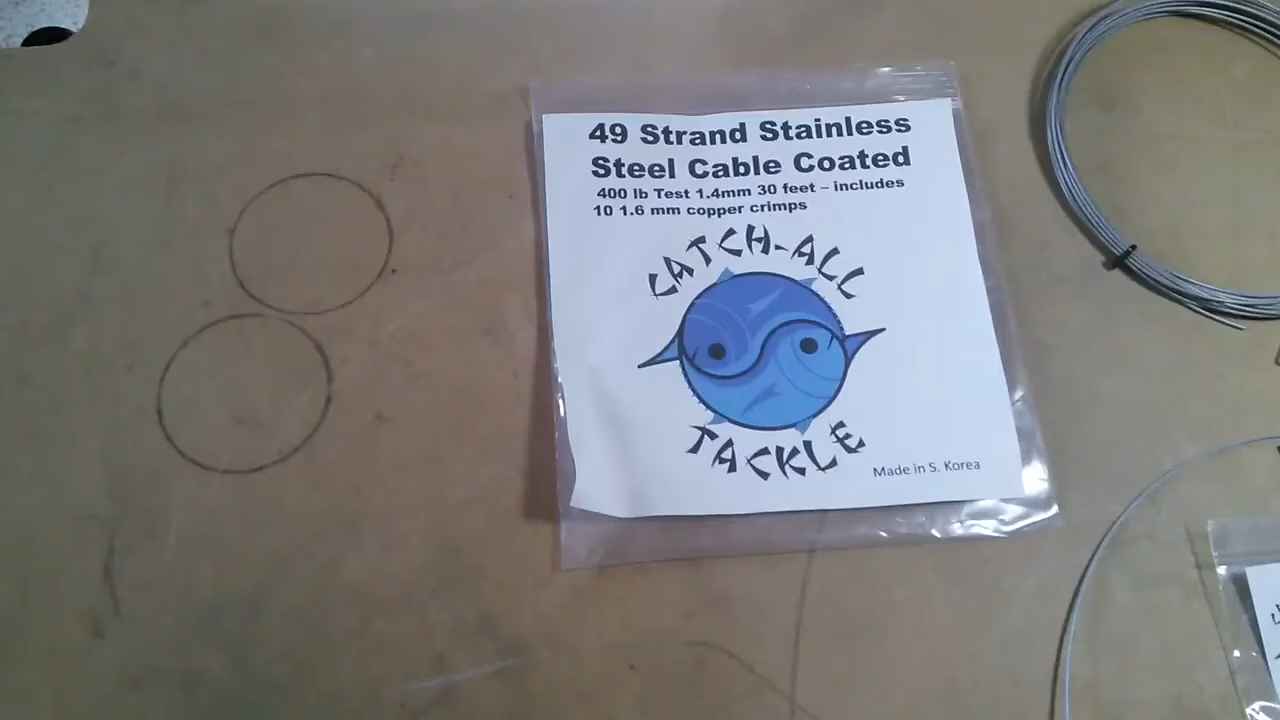 49 Strand Stainless
Steel Cable Coated
400 lb Test 1.4mm 30 feet – includes
10 1.6 mm copper crimps
CATCH-ALL
TACKLE
Made in S. Korea